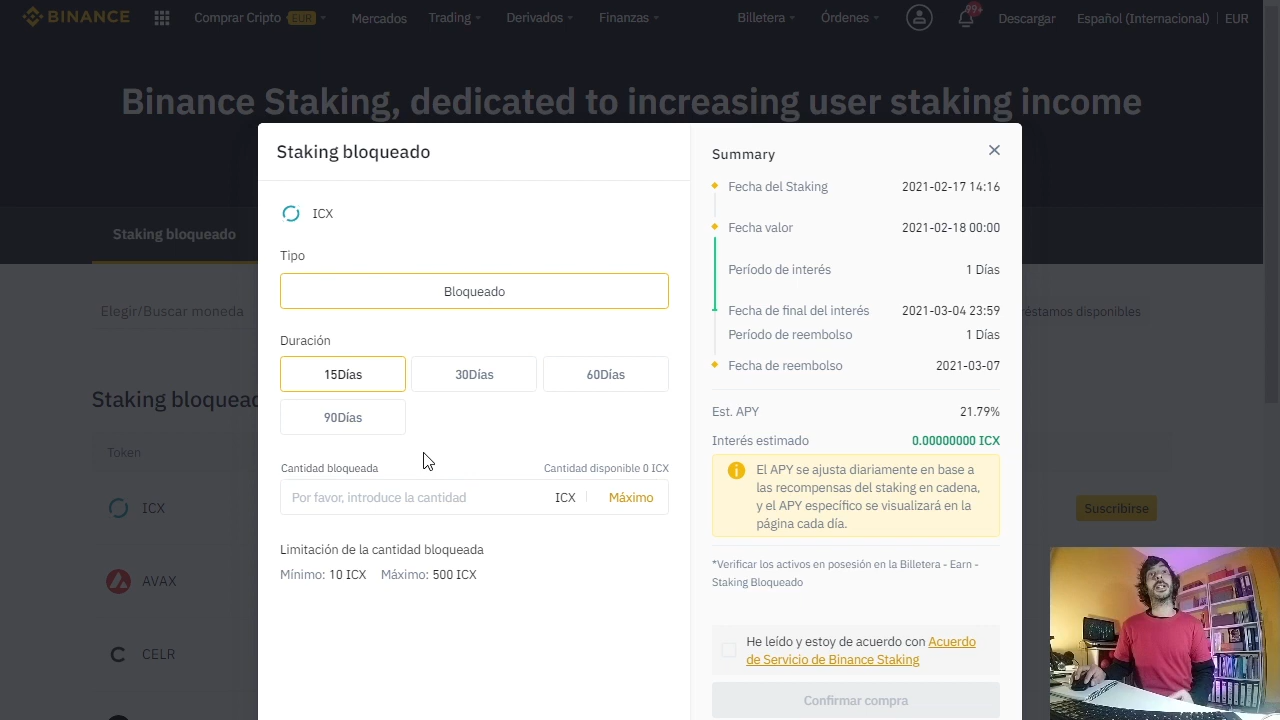 BINANCE
Comprar Cripto EUR
Mercados
Trading
Derivados
Finanzas
Billetera
Órdenes
99+
Descargar
Español (Internacional)
EUR
Binance Staking, dedicated to increasing user staking income
Staking bloqueado
Elegir/Buscar moneda
éstamos disponibles
Staking bloquead
Token
ICX
Suscribirse
AVAX
CELR
Staking bloqueado
ICX
Tipo
Bloqueado
Duración
15Días
30Días
60Días
90Días
Cantidad bloqueada
Cantidad disponible 0 ICX
Por favor, introduce la cantidad
ICX
Máximo
Limitación de la cantidad bloqueada
Mínimo: 10 ICX Máximo: 500 ICX
Summary
Fecha del Staking 2021-02-17 14:16
Fecha valor 2021-02-18 00:00
Período de interés 1 Días
Fecha de final del interés 2021-03-04 23:59
Período de reembolso 1 Días
Fecha de reembolso 2021-03-07
Est. APY 21.79%
Interés estimado 0.00000000 ICX
El APY se ajusta diariamente en base a
las recompensas del staking en cadena,
y el APY específico se visualizará en la
página cada día.
*Verificar los activos en posesión en la Billetera - Earn -
Staking Bloqueado
He leído y estoy de acuerdo con Acuerdo
de Servicio de Binance Staking
Confirmar compra